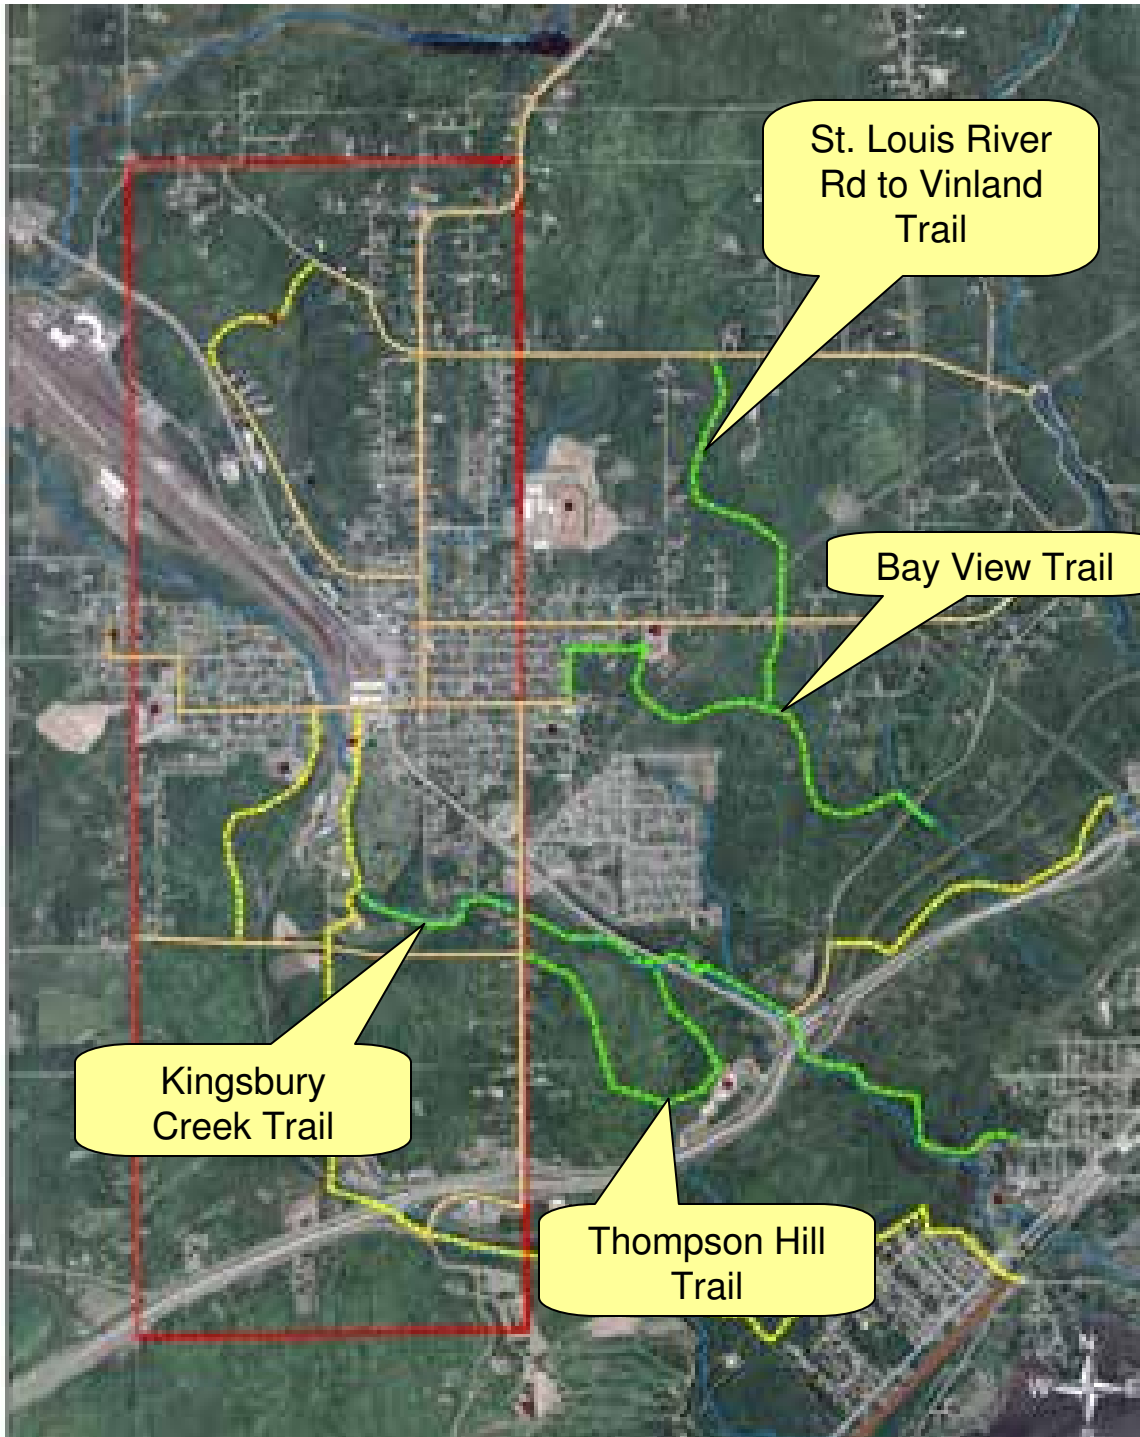 St. Louis River
Rd to Vinland
Trail
Bay View Trail
Kingsbury
Creek Trail
Thompson Hill
Trail
N
W